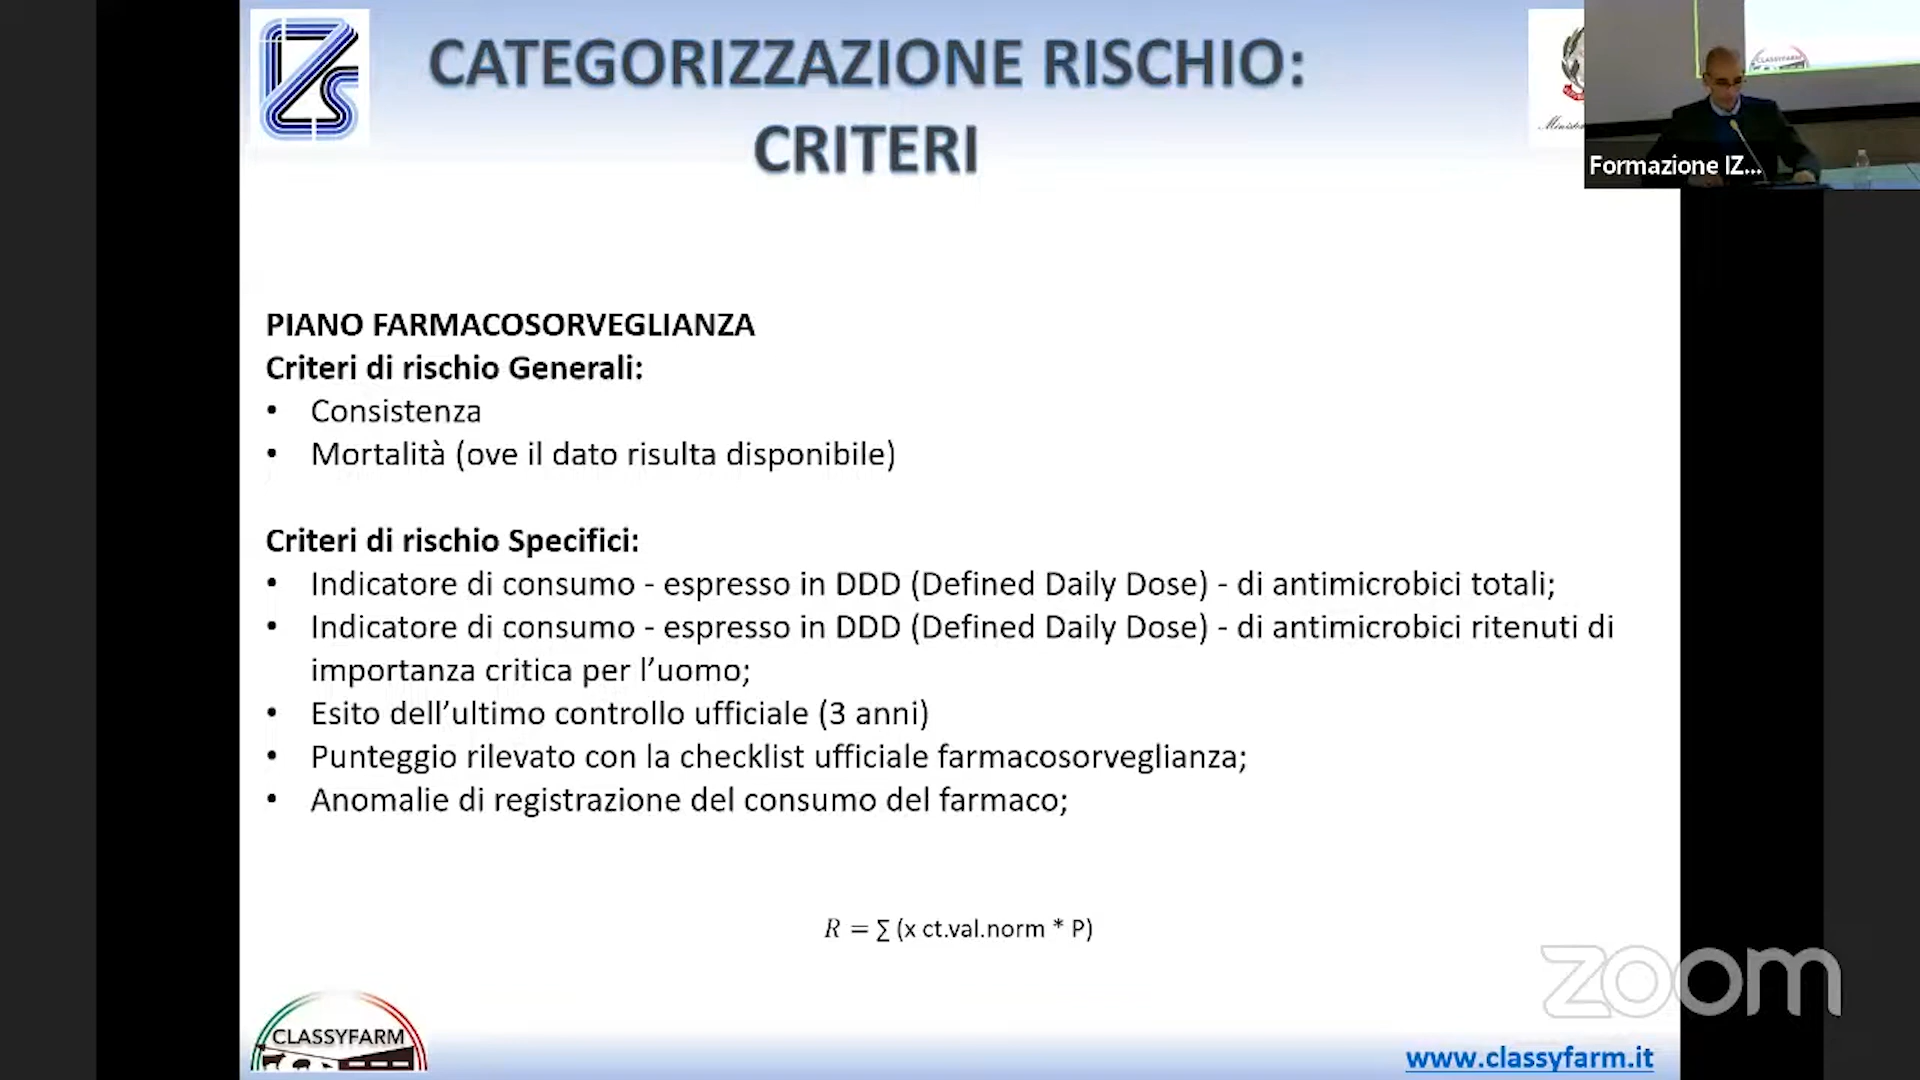 CATEGORIZZAZIONE RISCHIO:
CRITERI
CLASSYFARM
Formazione IZ...
PIANO FARMACOSORVEGLIANZA
Criteri di rischio Generali:
• Consistenza
• Mortalità (ove il dato risulta disponibile)
Criteri di rischio Specifici:
• Indicatore di consumo - espresso in DDD (Defined Daily Dose) - di antimicrobici totali;
• Indicatore di consumo - espresso in DDD (Defined Daily Dose) - di antimicrobici ritenuti di
importanza critica per l'uomo;
• Esito dell'ultimo controllo ufficiale (3 anni)
• Punteggio rilevato con la checklist ufficiale farmacosorveglianza;
• Anomalie di registrazione del consumo del farmaco;
R = ∑ (x ct.val.norm * P)
zoom
CLASSYFARM
www.classyfarm.it